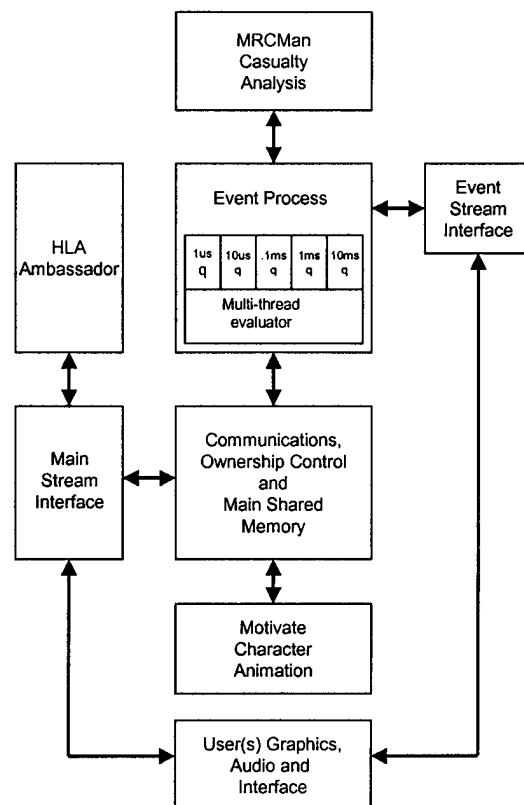 MRCMan
Casualty
Analysis
Event Process
1us
q
10us
q
.1ms
q
1ms
q
10ms
q
Multi-thread
evaluator
Event
Stream
Interface
HLA
Ambassador
Main
Stream
Interface
Communications,
Ownership Control
and
Main Shared
Memory
Motivate
Character
Animation
User(s) Graphics,
Audio and
Interface